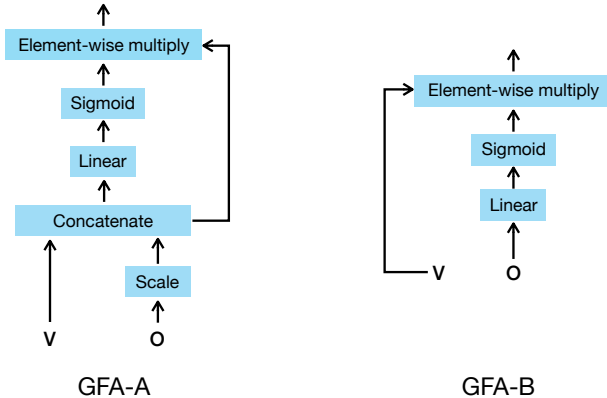 Element-wise multiply
Sigmoid
Linear
Concatenate
Scale
V
O
GFA-A
Element-wise multiply
Sigmoid
Linear
V
O
GFA-B